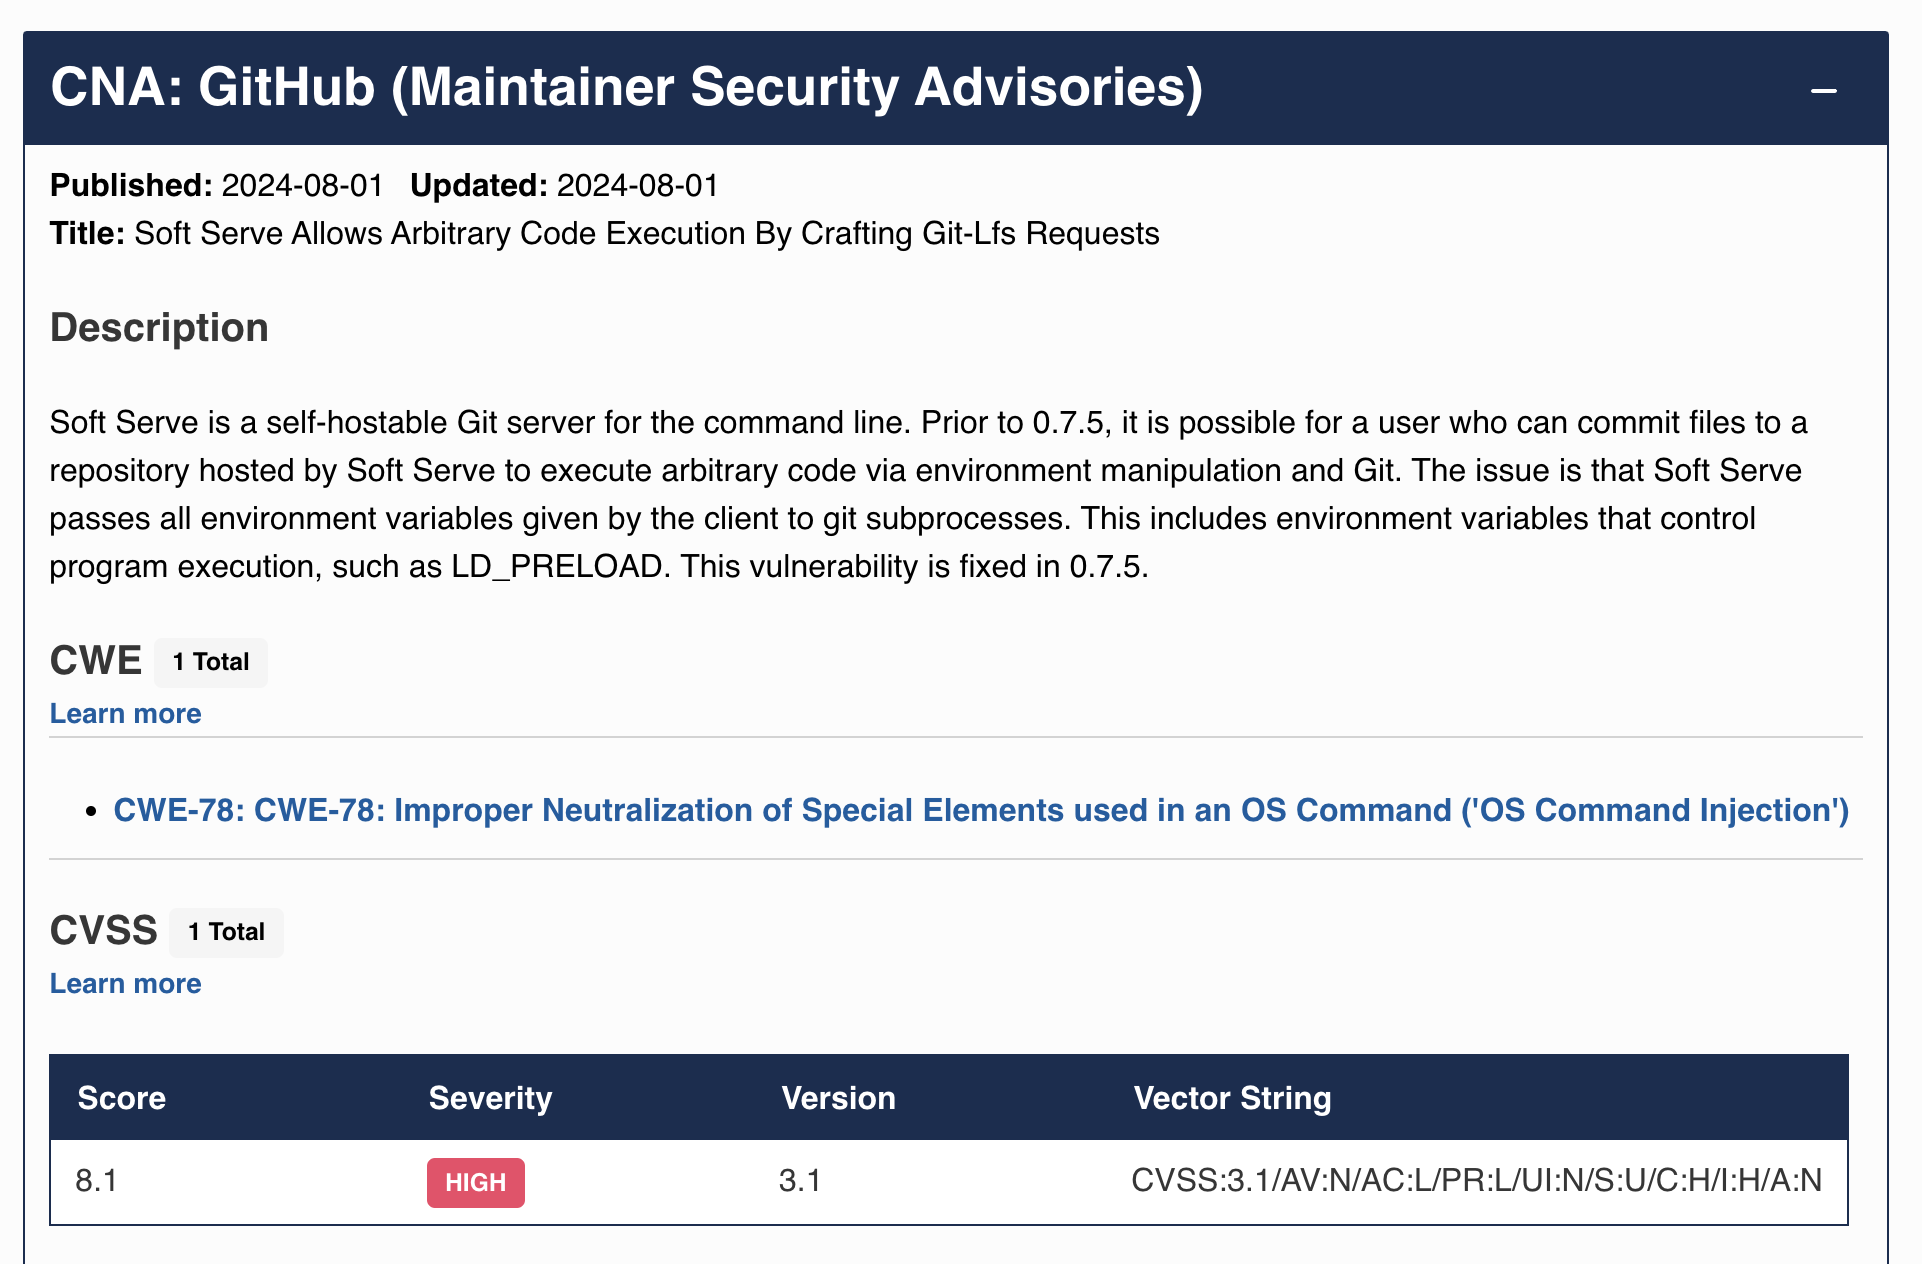 CNA: GitHub (Maintainer Security Advisories)
Published: 2024-08-01 Updated: 2024-08-01
Title: Soft Serve Allows Arbitrary Code Execution By Crafting Git-Lfs Requests
Description
Soft Serve is a self-hostable Git server for the command line. Prior to 0.7.5, it is possible for a user who can commit files to a
repository hosted by Soft Serve to execute arbitrary code via environment manipulation and Git. The issue is that Soft Serve
passes all environment variables given by the client to git subprocesses. This includes environment variables that control
program execution, such as LD_PRELOAD. This vulnerability is fixed in 0.7.5.
CWE 1 Total
Learn more
• CWE-78: CWE-78: Improper Neutralization of Special Elements used in an OS Command ('OS Command Injection')
CVSS 1 Total
Learn more
Score Severity Version Vector String
8.1 HIGH 3.1 CVSS:3.1/AV:N/AC:L/PR:L/UI:N/S:U/C:H/I:H/A:N